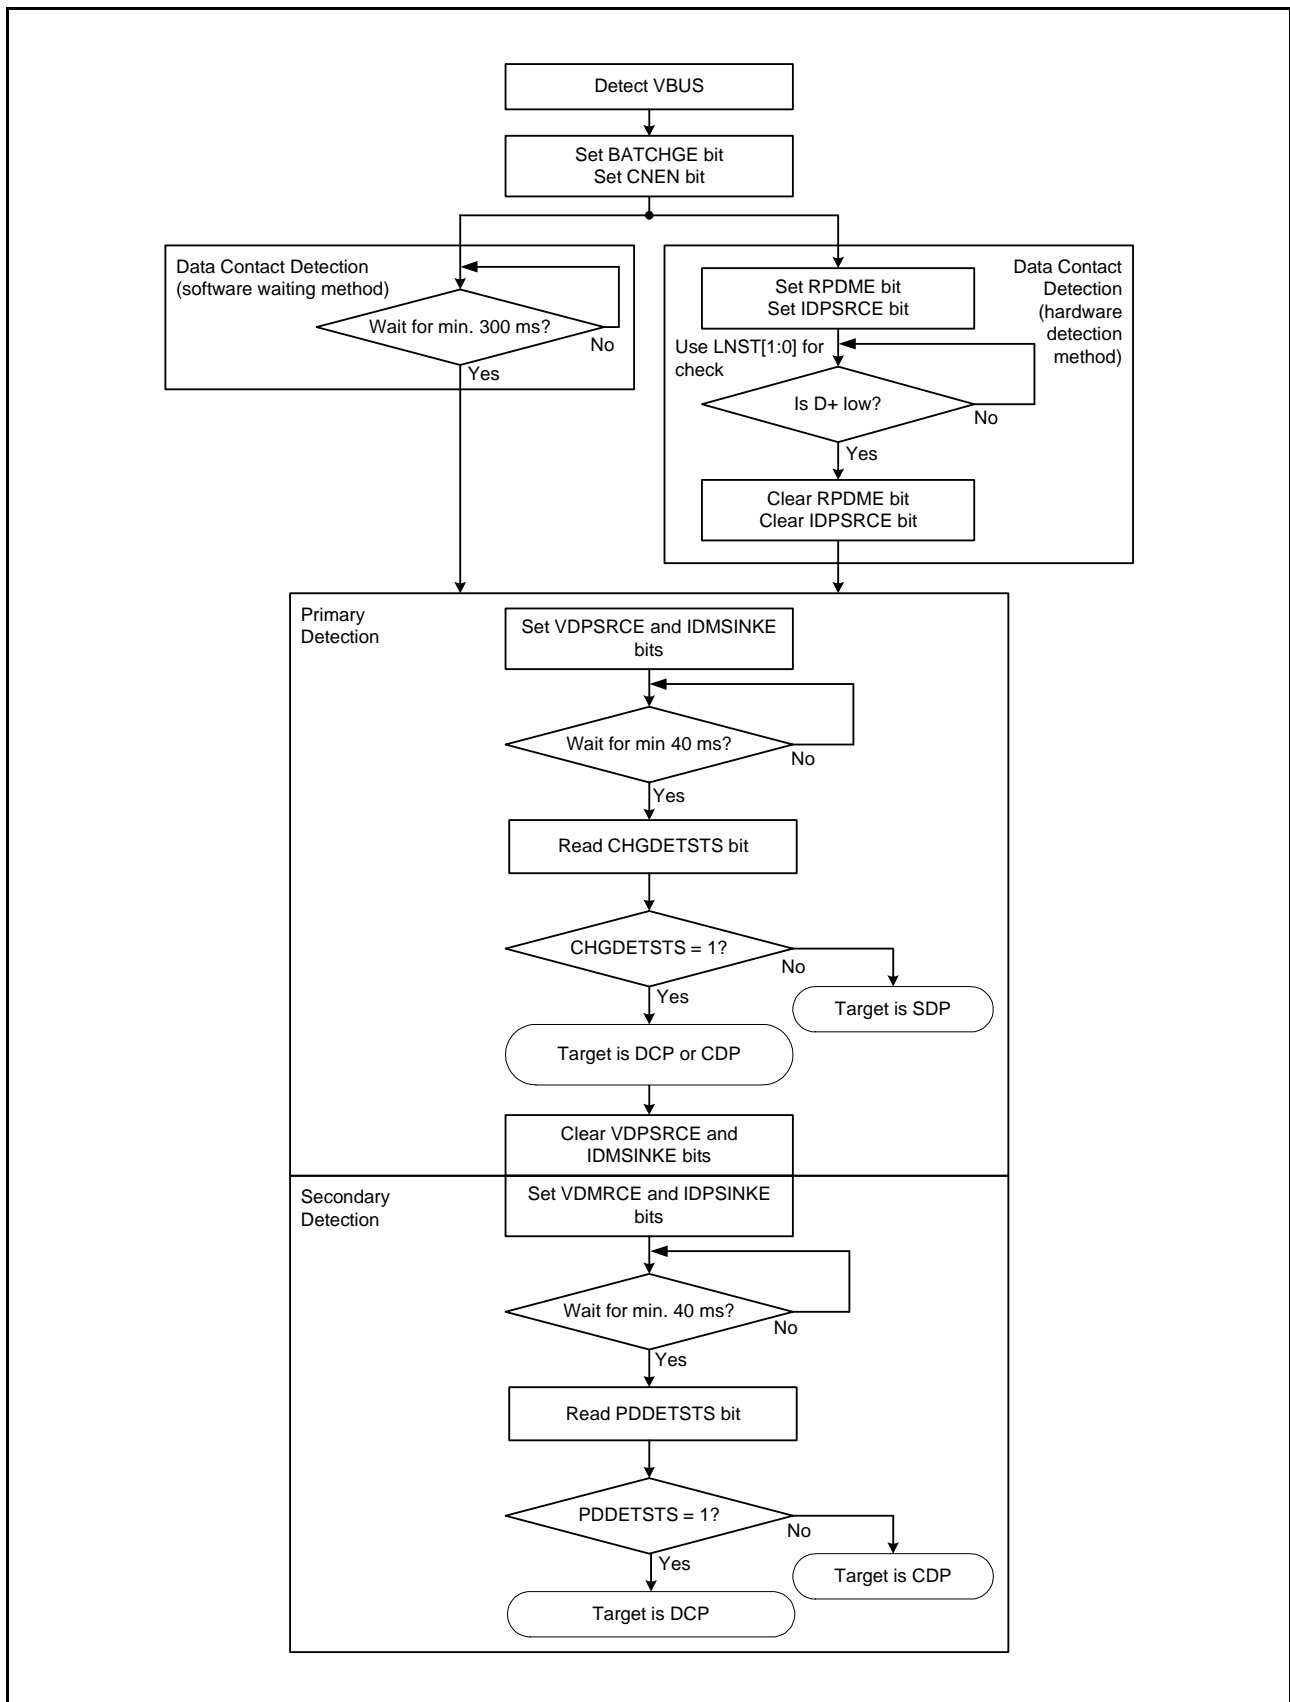 Detect VBUS
Set BATCHGE bit
Set CNEN bit
Data Contact Detection
(software waiting method)
Wait for min. 300 ms?
No
Yes
Data Contact
Detection
(hardware
detection
method)
Set RPDME bit
Set IDPSRCE bit
Use LNST[1:0] for
check
Is D+ low?
No
Yes
Clear RPDME bit
Clear IDPSRCE bit
Primary
Detection
Set VDPSRCE and IDMSINKE
bits
Wait for min 40 ms?
No
Yes
Read CHGDETSTS bit
CHGDETSTS = 1?
No
Yes
Target is SDP
Target is DCP or CDP
Clear VDPSRCE and
IDMSINKE bits
Secondary
Detection
Set VDMRCE and IDPSINKE
bits
Wait for min. 40 ms?
No
Yes
Read PDDETSTS bit
PDDETSTS = 1?
No
Yes
Target is CDP
Target is DCP